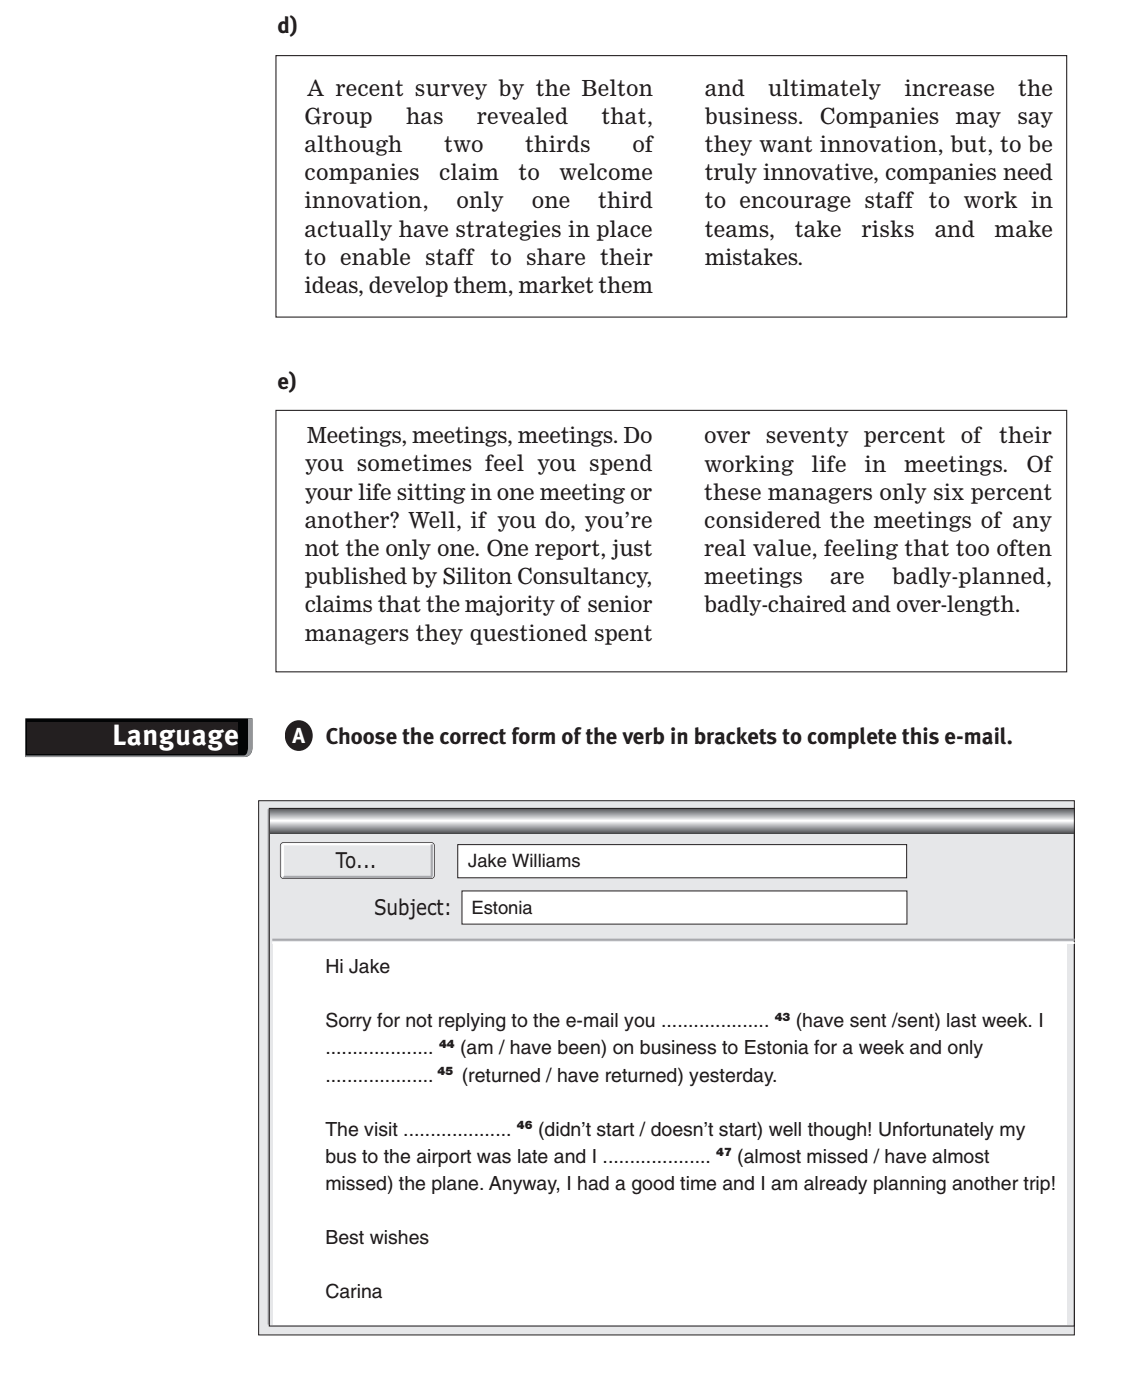 d)
A recent survey by the Belton
Group has revealed that,
although two thirds of
companies claim to welcome
innovation, only one third
actually have strategies in place
to enable staff to share their
ideas, develop them, market them
and ultimately increase the
business. Companies may say
they want innovation, but, to be
truly innovative, companies need
to encourage staff to work in
teams, take risks and make
mistakes.
e)
Meetings, meetings, meetings. Do
you sometimes feel you spend
your life sitting in one meeting or
another? Well, if you do, you're
not the only one. One report, just
published by Siliton Consultancy,
claims that the majority of senior
managers they questioned spent
over seventy percent of their
working life in meetings. Of
these managers only six percent
considered the meetings of any
real value, feeling that too often
meetings are badly-planned,
badly-chaired and over-length.
Language
A Choose the correct form of the verb in brackets to complete this e-mail.
To... Jake Williams
Subject: Estonia
Hi Jake
Sorry for not replying to the e-mail you .................... 43 (have sent /sent) last week. I
.................... 44 (am / have been) on business to Estonia for a week and only
.................... 45 (returned / have returned) yesterday.
The visit .................... 46 (didn't start / doesn't start) well though! Unfortunately my
bus to the airport was late and I .................... 47 (almost missed / have almost
missed) the plane. Anyway, I had a good time and I am already planning another trip!
Best wishes
Carina